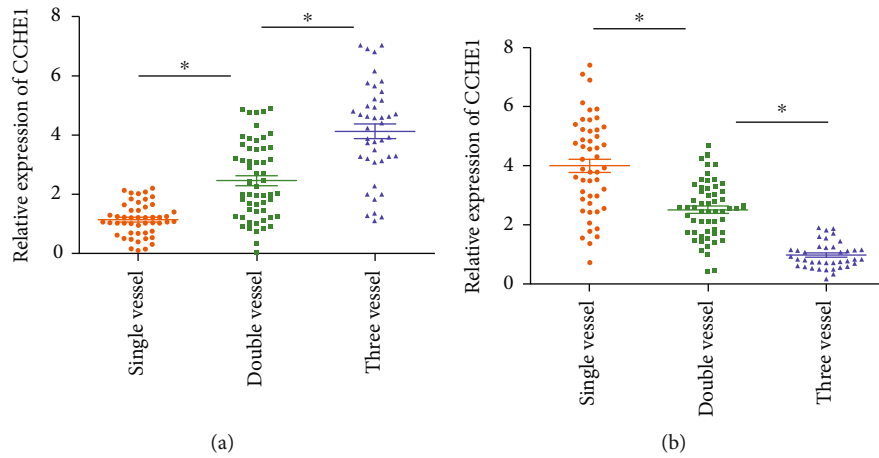 8
6
4
2
0
Relative expression of CCHE1
*
*
Single vessel
Double vessel
Three vessel
(a)
8
6
4
2
0
Relative expression of CCHE1
*
*
Single vessel
Double vessel
Three vessel
(b)